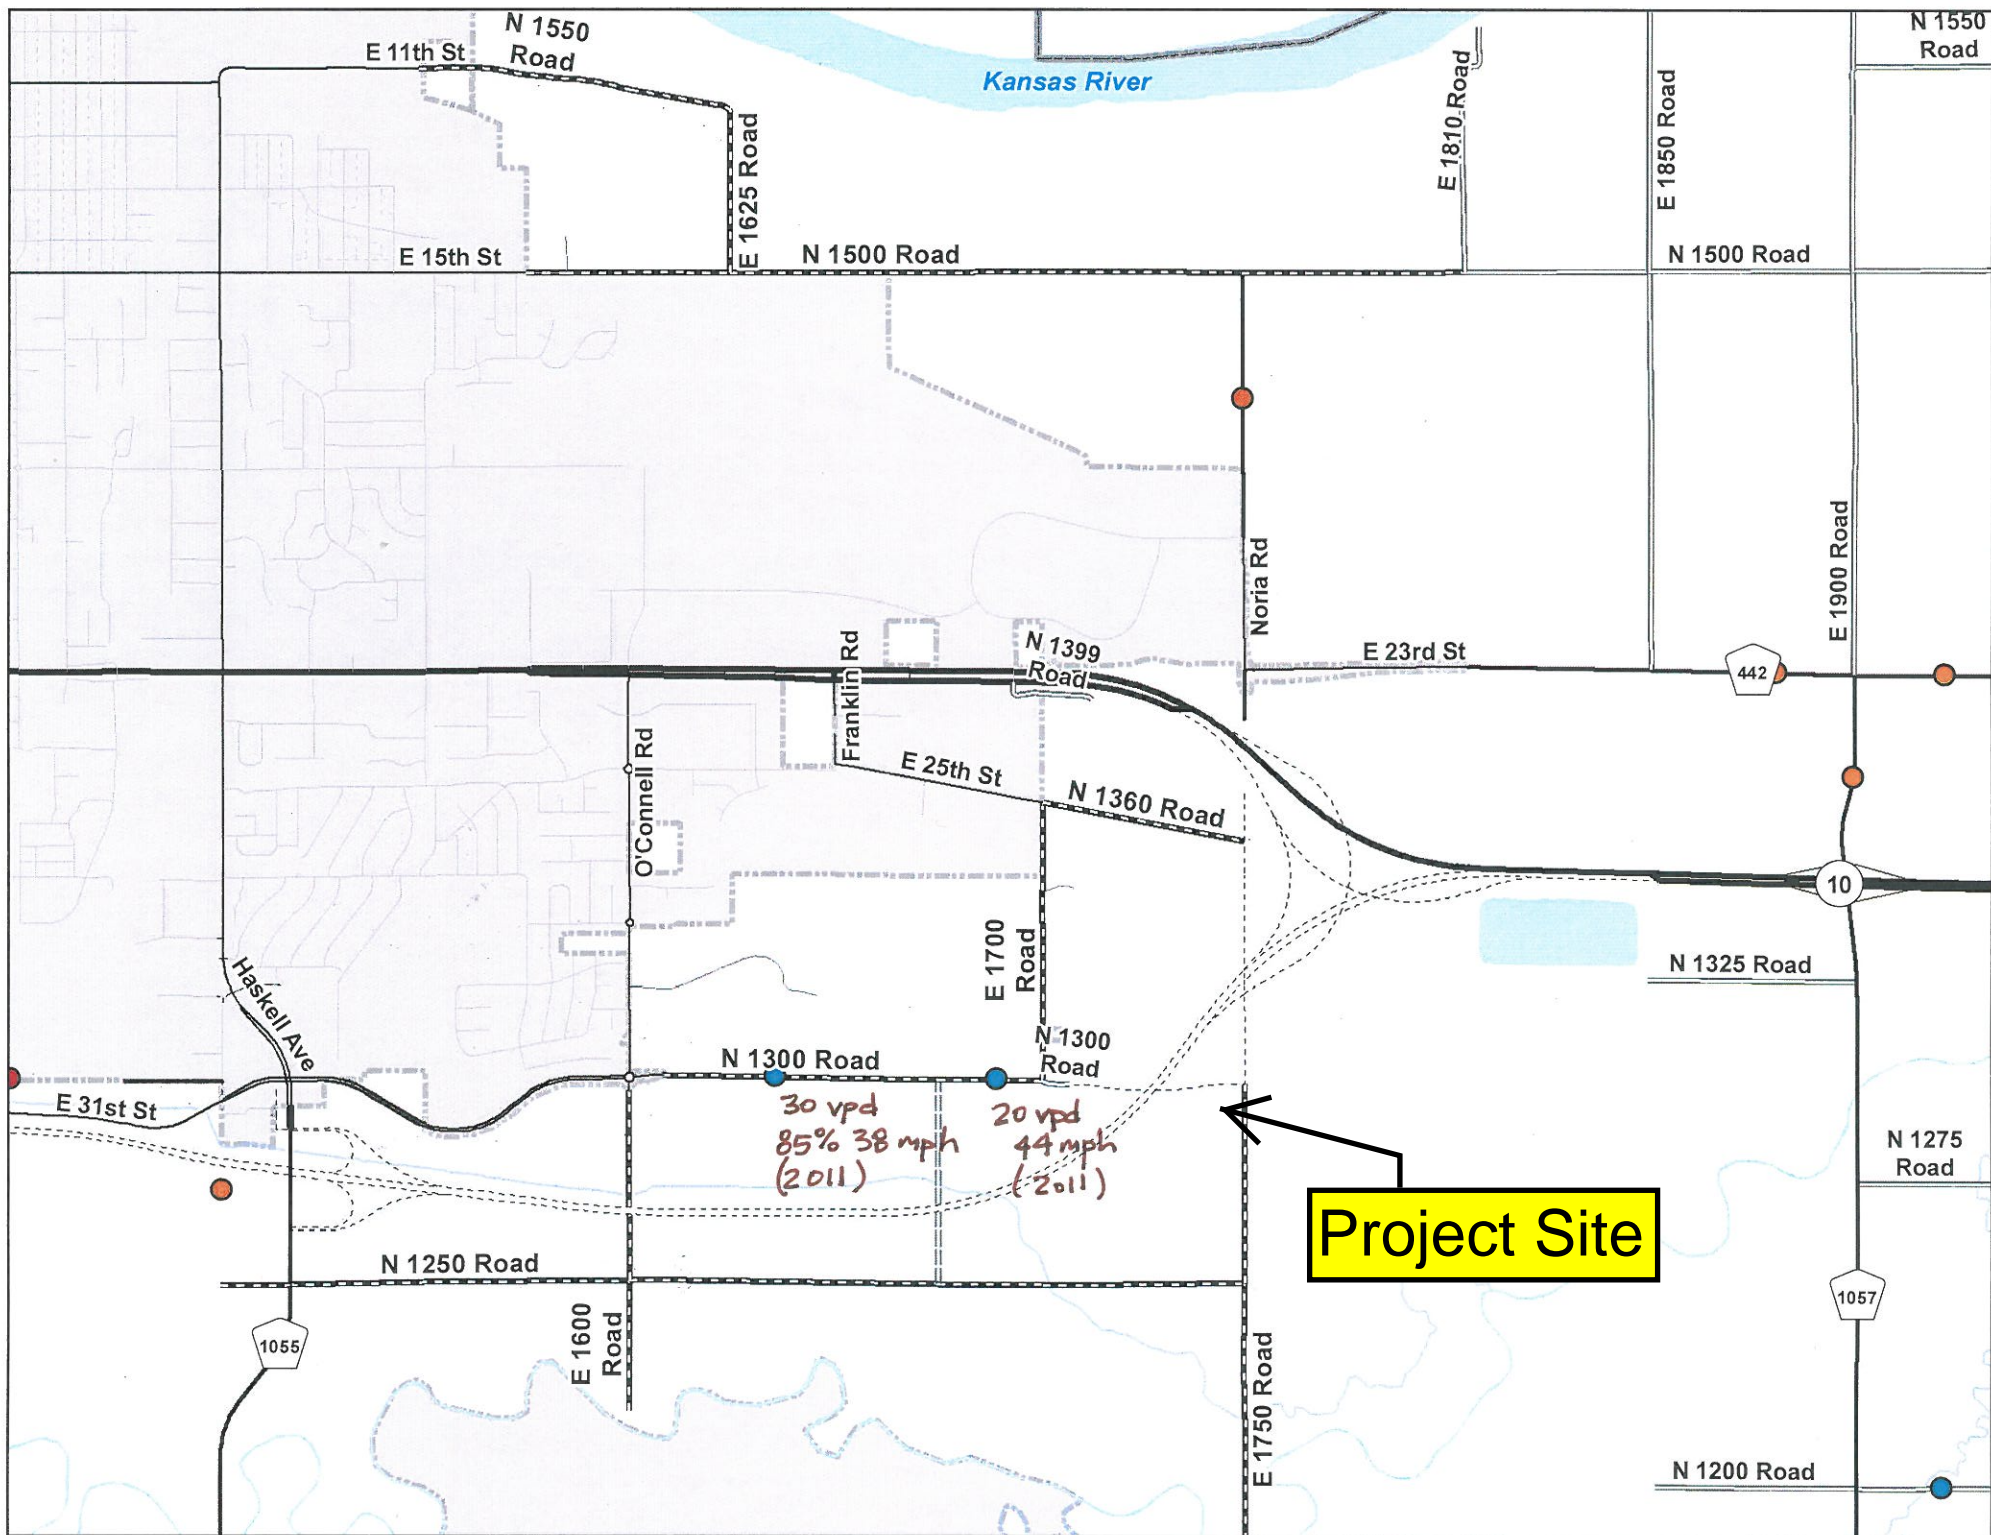 N 1550
Road
E 11th St
Kansas River
N 1550
Road
E 1625 Road
E 1810 Road
E 1850 Road
E 15th St
N 1500 Road
N 1500 Road
Noria Rd
E 1900 Road
N 1399
Road
E 23rd St
442
Franklin Rd
O'Connell Rd
E 25th St
N 1360 Road
10
E 1700
Road
N 1325 Road
Haskell Ave
N 1300
Road
N 1300 Road
E 31st St
30 vpd
85% 38 mph
(2011)
20 vpd
44 mph
(2011)
N 1275
Road
Project Site
N 1250 Road
1055
E 1600
Road
1057
E 1750 Road
N 1200 Road